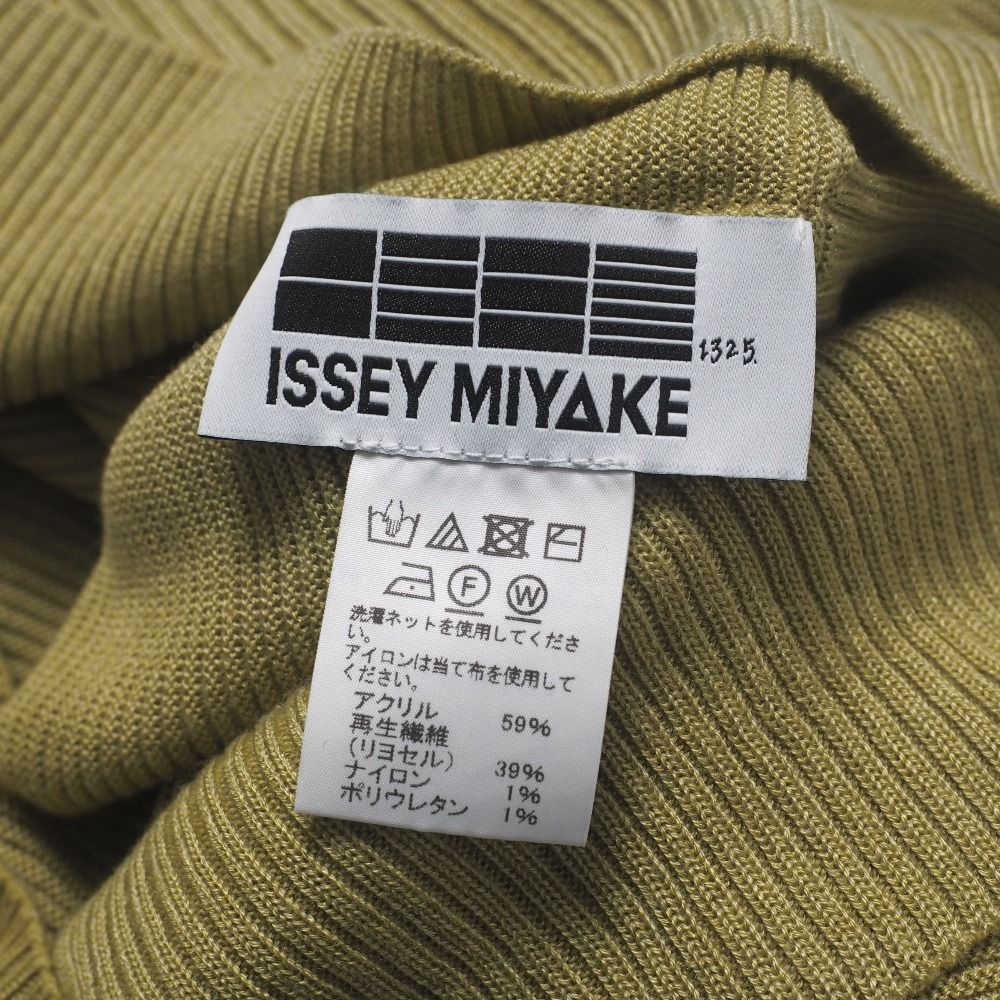 1325.
ISSEY MIYAKE
F W
洗濯ネットを使用してくださ
い。
アイロンは当て布を使用して
ください。
アクリル 59%
再生繊維
(リヨセル) 39%
ナイロン 1%
ポリウレタン 1%